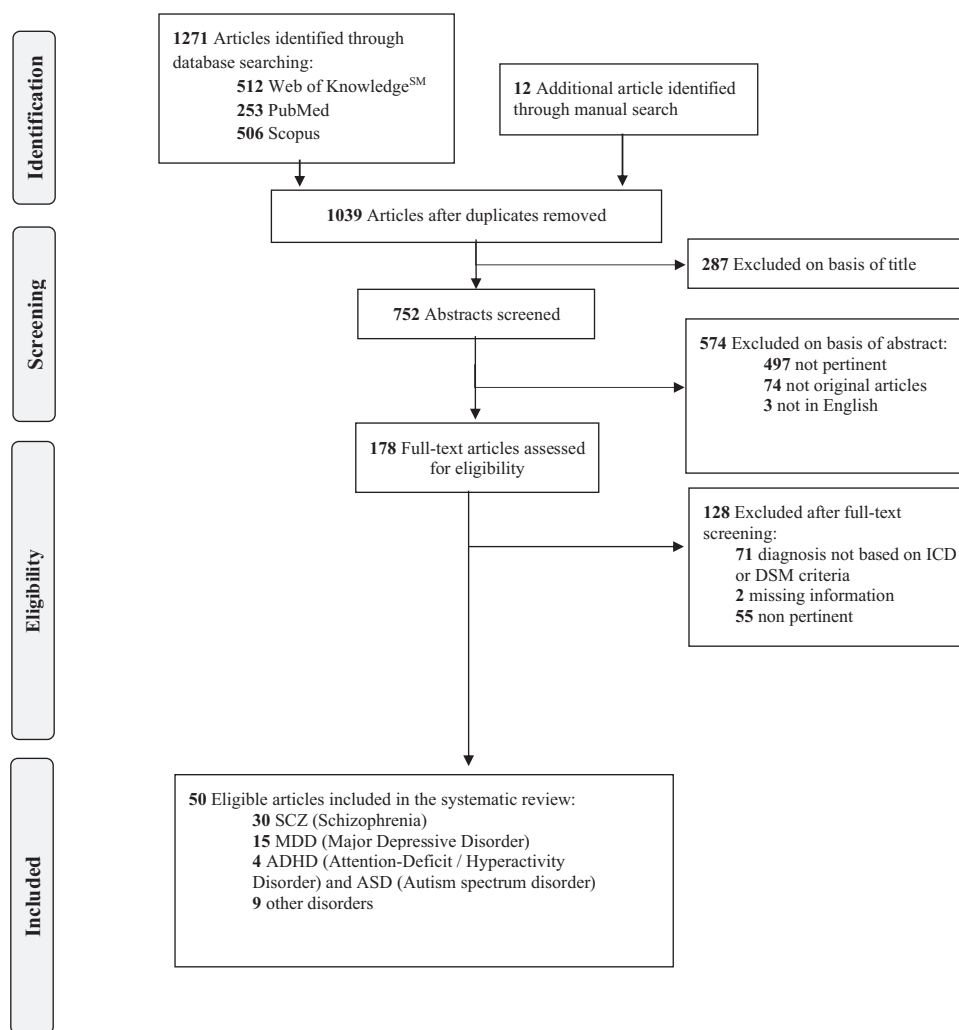 Identification
1271 Articles identified through
database searching:
512 Web of Knowledge℠
253 PubMed
506 Scopus
12 Additional article identified
through manual search
1039 Articles after duplicates removed
Screening
287 Excluded on basis of title
752 Abstracts screened
574 Excluded on basis of abstract:
497 not pertinent
74 not original articles
3 not in English
Eligibility
178 Full-text articles assessed
for eligibility
128 Excluded after full-text
screening:
71 diagnosis not based on ICD
or DSM criteria
2 missing information
55 non pertinent
Included
50 Eligible articles included in the systematic review:
30 SCZ (Schizophrenia)
15 MDD (Major Depressive Disorder)
4 ADHD (Attention-Deficit / Hyperactivity
Disorder) and ASD (Autism spectrum disorder)
9 other disorders